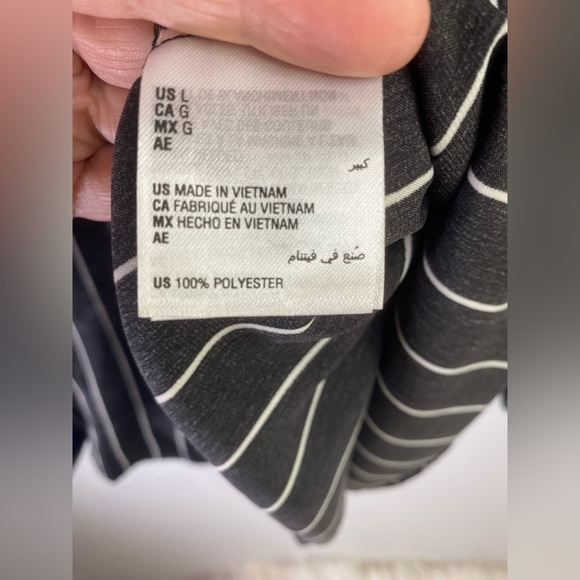 US L
CA G
MX G
AE
كبير
US MADE IN VIETNAM
CA FABRIQUÉ AU VIETNAM
MX HECHO EN VIETNAM
AE
صُنع في فيتنام
US 100% POLYESTER